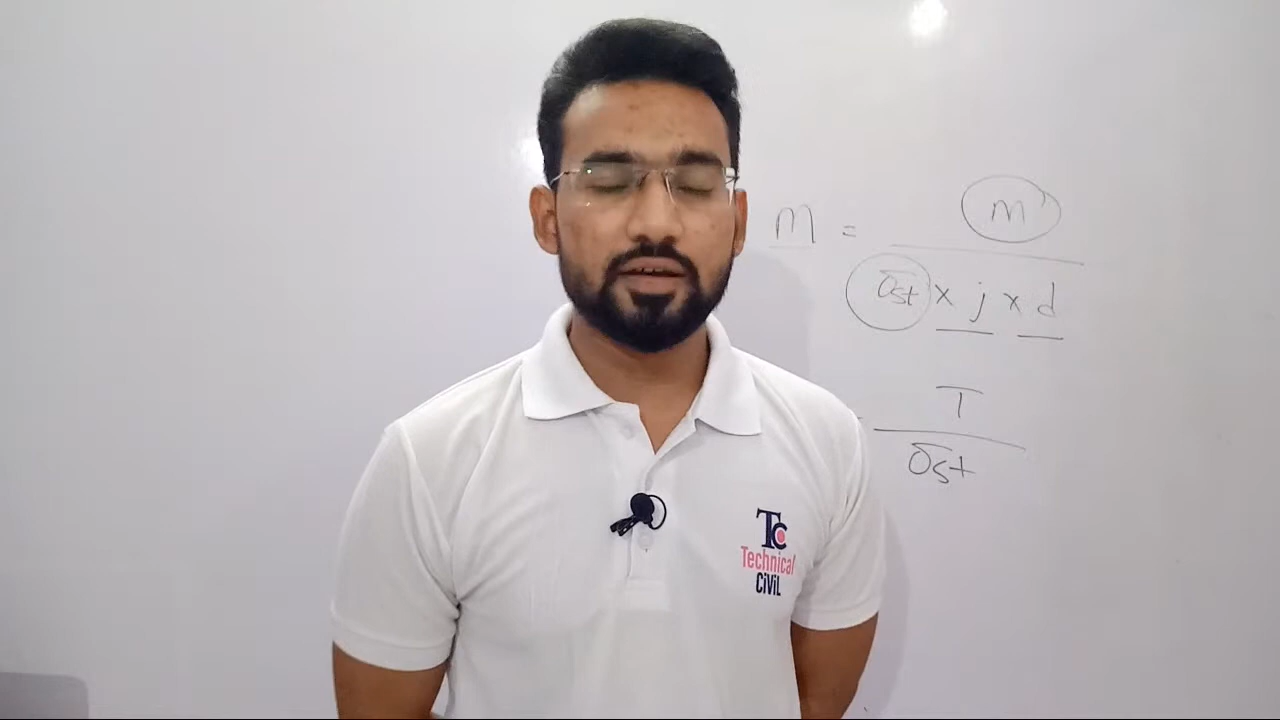 m = m'
σst × j × d
T
σst
Tc
Technical
CiViL